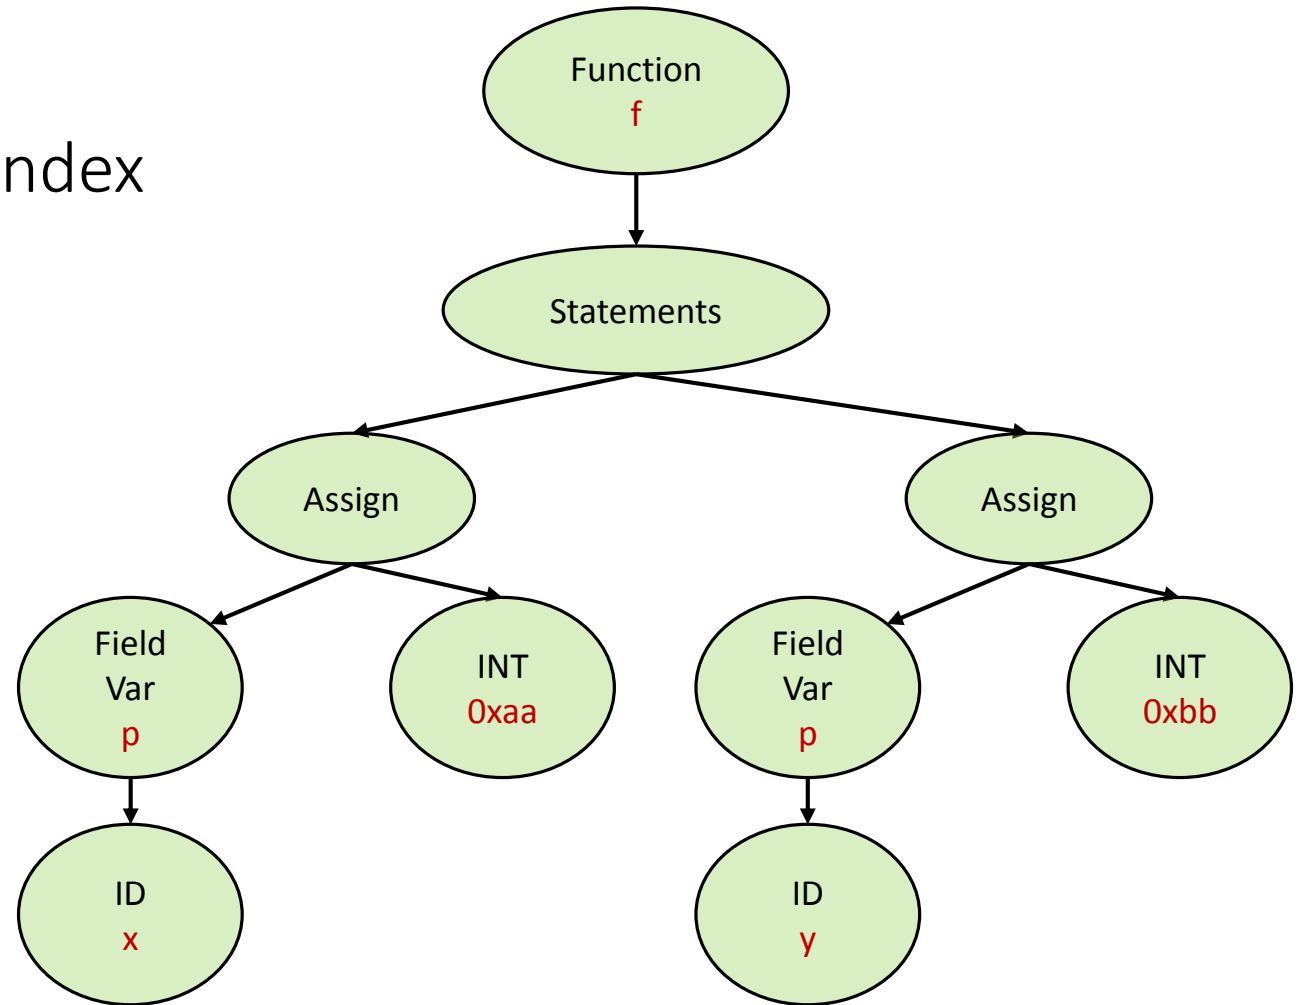 Function
f
ndex
Statements
Assign
Assign
Field
Var
p
INT
0xaa
Field
Var
p
INT
0xbb
ID
x
ID
y